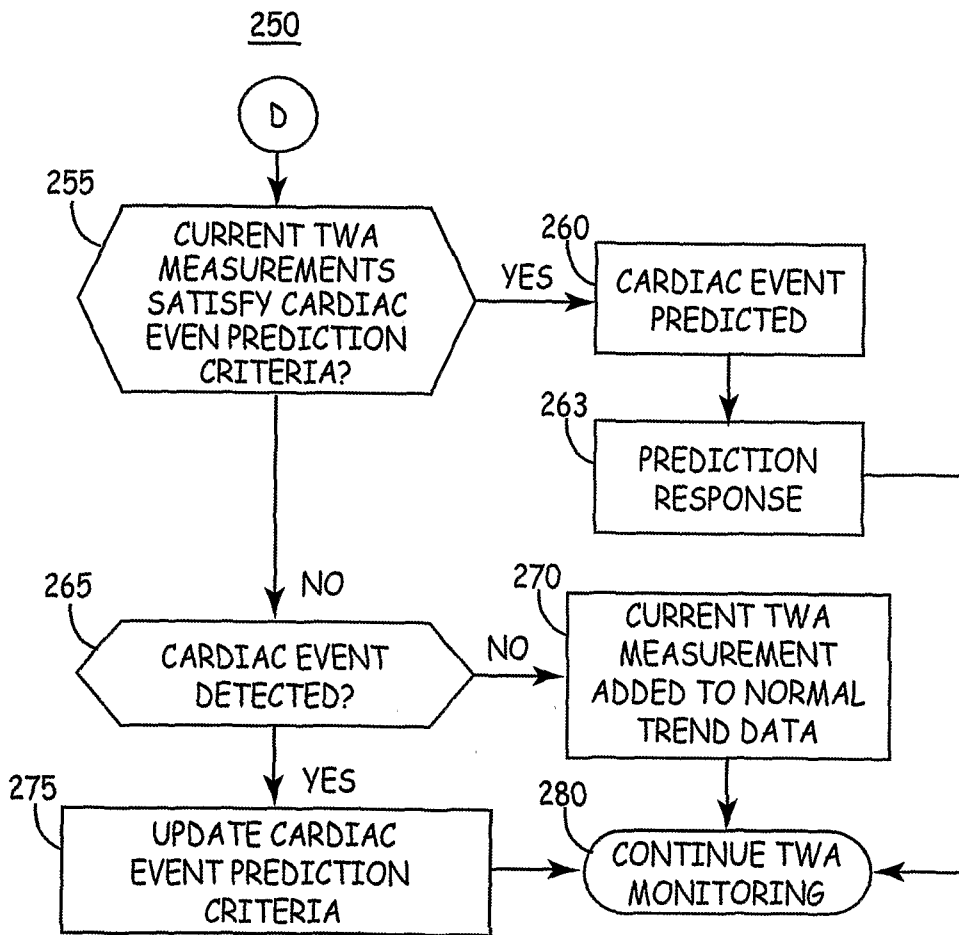 250
D
255
CURRENT TWA
MEASUREMENTS
SATISFY CARDIAC
EVEN PREDICTION
CRITERIA?
YES
260
CARDIAC EVENT
PREDICTED
263
PREDICTION
RESPONSE
NO
265
CARDIAC EVENT
DETECTED?
NO
270
CURRENT TWA
MEASUREMENT
ADDED TO NORMAL
TREND DATA
YES
275
UPDATE CARDIAC
EVENT PREDICTION
CRITERIA
280
CONTINUE TWA
MONITORING